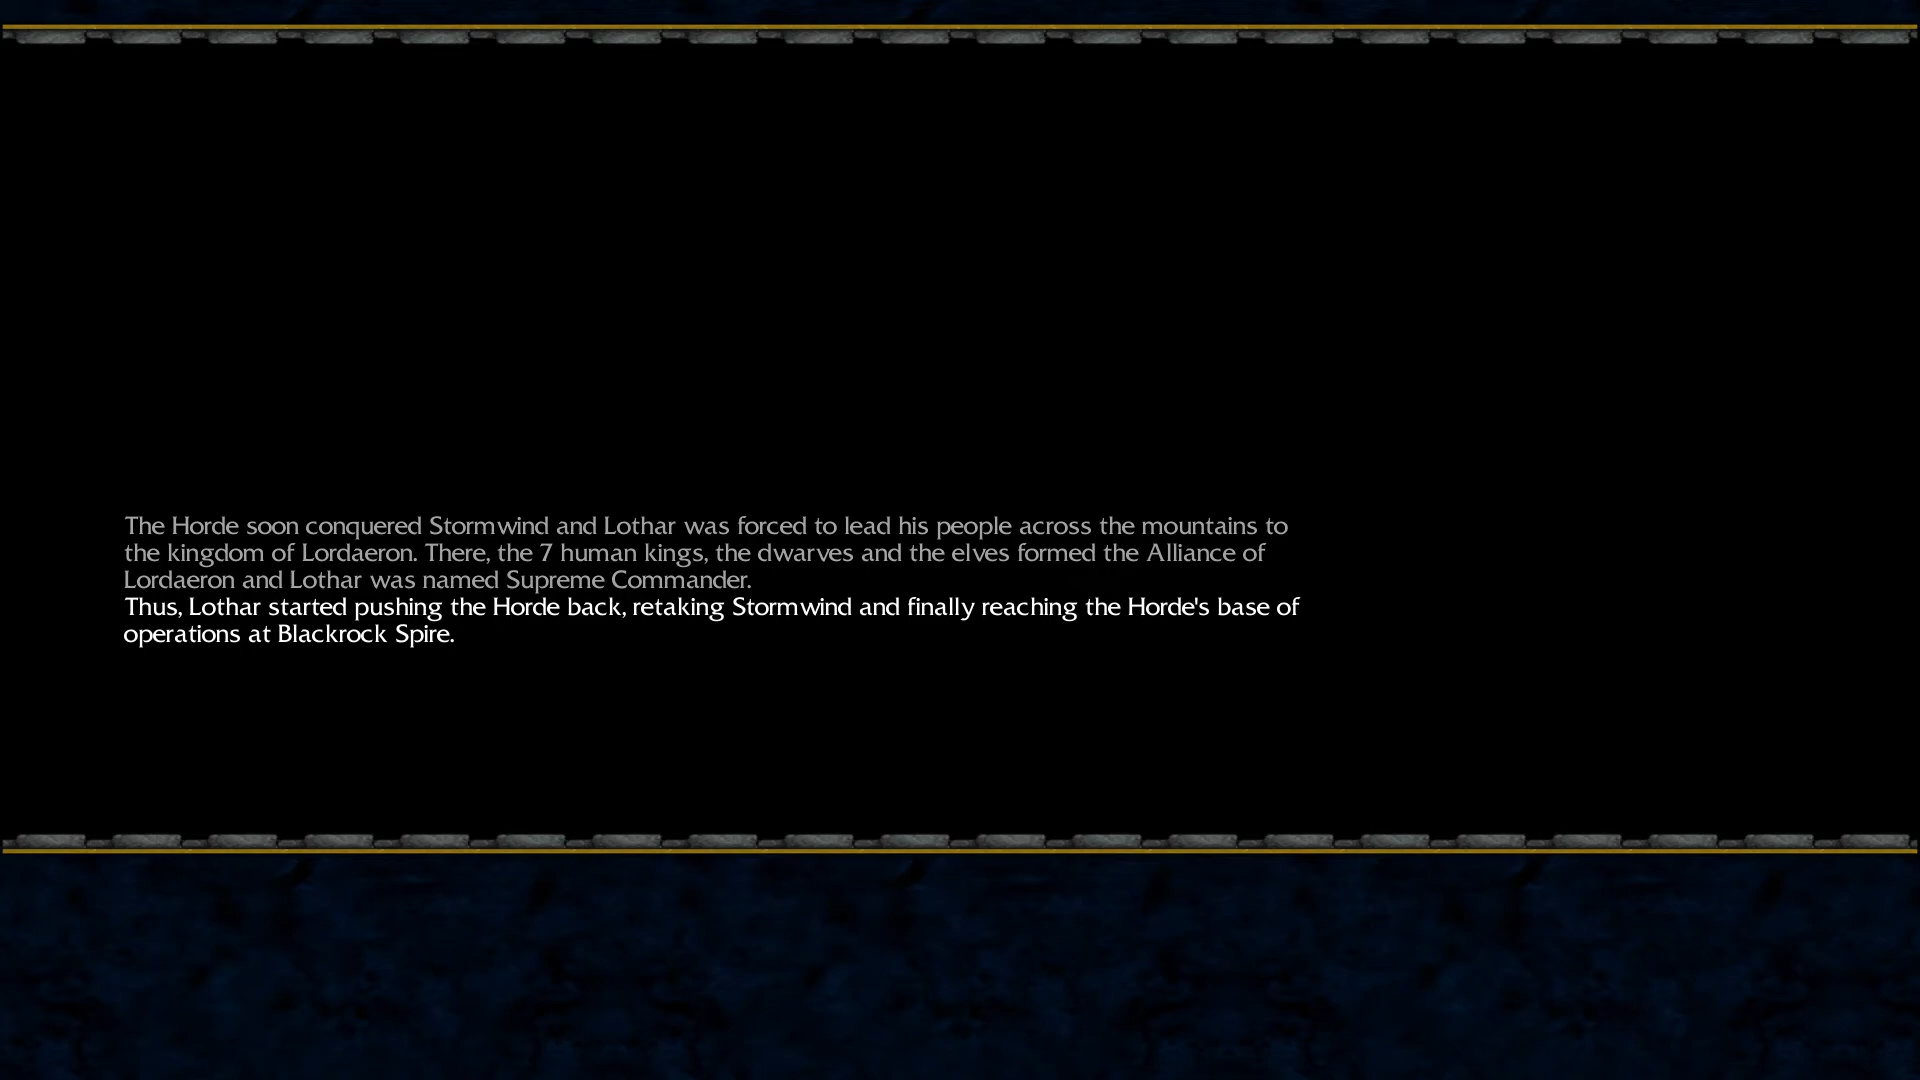 The Horde soon conquered Stormwind and Lothar was forced to lead his people across the mountains to
the kingdom of Lordaeron. There, the 7 human kings, the dwarves and the elves formed the Alliance of
Lordaeron and Lothar was named Supreme Commander.
Thus, Lothar started pushing the Horde back, retaking Stormwind and finally reaching the Horde's base of
operations at Blackrock Spire.